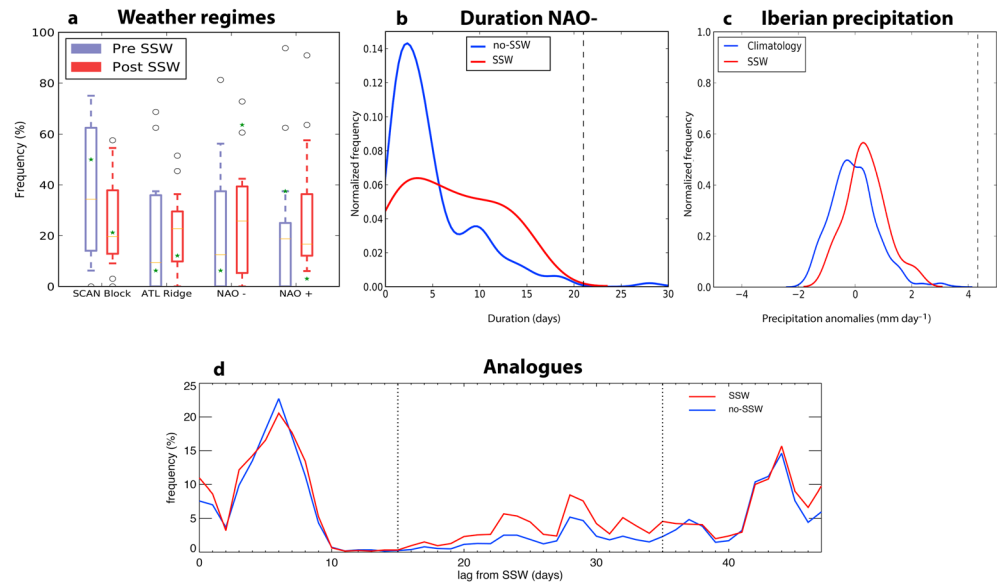 a Weather regimes
Pre SSW
Post SSW
Frequency (%)
100
80
60
40
20
0
SCAN Block ATL Ridge NAO - NAO +
b Duration NAO-
no-SSW
SSW
Normalized frequency
0.14
0.12
0.10
0.08
0.06
0.04
0.02
0.00
0 5 10 15 20 25 30
Duration (days)
c Iberian precipitation
Climatology
SSW
Normalized frequency
1.0
0.8
0.6
0.4
0.2
0.0
−4 −2 0 2 4
Precipitation anomalies (mm day⁻¹)
d Analogues
SSW
no-SSW
frequency (%)
25
20
15
10
5
0
0 10 20 30 40
lag from SSW (days)